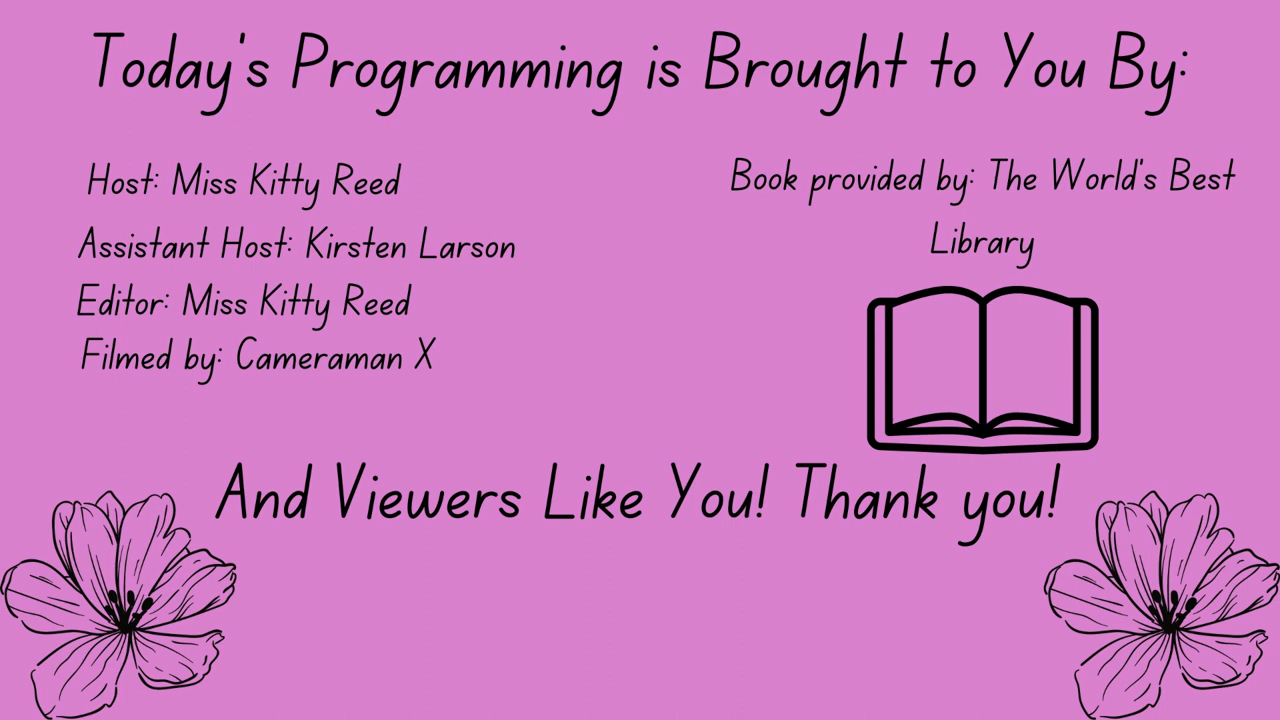 Today's Programming is Brought to You By:
Host: Miss Kitty Reed
Assistant Host: Kirsten Larson
Editor: Miss Kitty Reed
Filmed by: Cameraman X
Book provided by: The World's Best
Library
And Viewers Like You! Thank you!